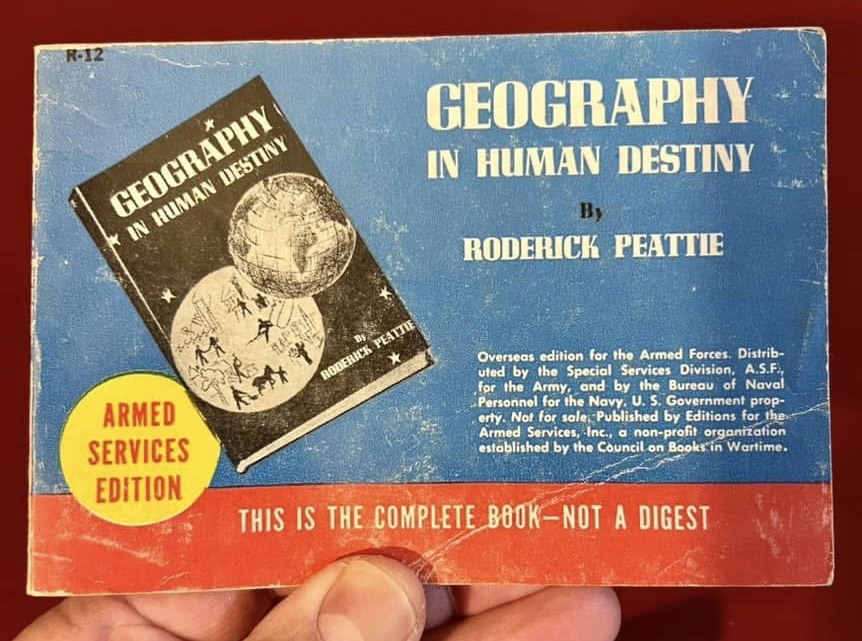 R-12
GEOGRAPHY
IN HUMAN DESTINY
By
RODERICK PEATTIE
GEOGRAPHY
IN HUMAN DESTINY
By
RODERICK PEATTIE
Overseas edition for the Armed Forces. Distrib-
uted by the Special Services Division, A.S.F.,
for the Army, and by the Bureau of Naval
Personnel for the Navy. U. S. Government prop-
erty. Not for sale. Published by Editions for the
Armed Services, Inc., a non-profit organization
established by the Council on Books in Wartime.
ARMED
SERVICES
EDITION
THIS IS THE COMPLETE BOOK—NOT A DIGEST